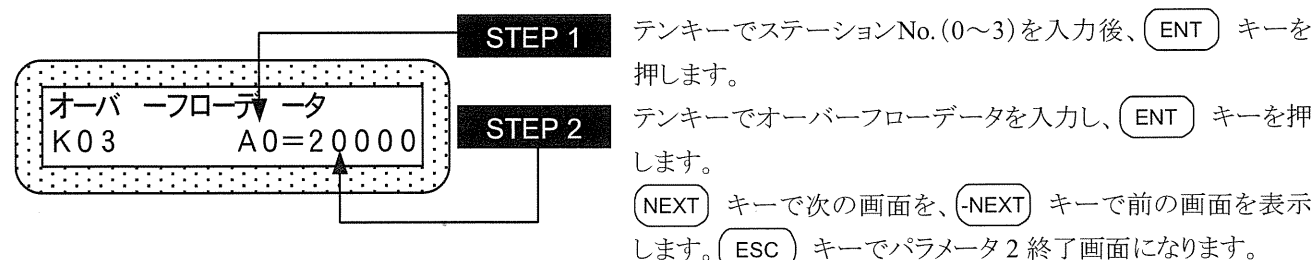 オーバ ーフローデ ータ
K03 A0=20000
STEP 1
テンキーでステーションNo.(0～3)を入力後、ENT キーを
押します。
STEP 2
テンキーでオーバーフローデータを入力し、ENT キーを押
します。
NEXT キーで次の画面を、-NEXT キーで前の画面を表示
します。ESC キーでパラメータ 2 終了画面になります。